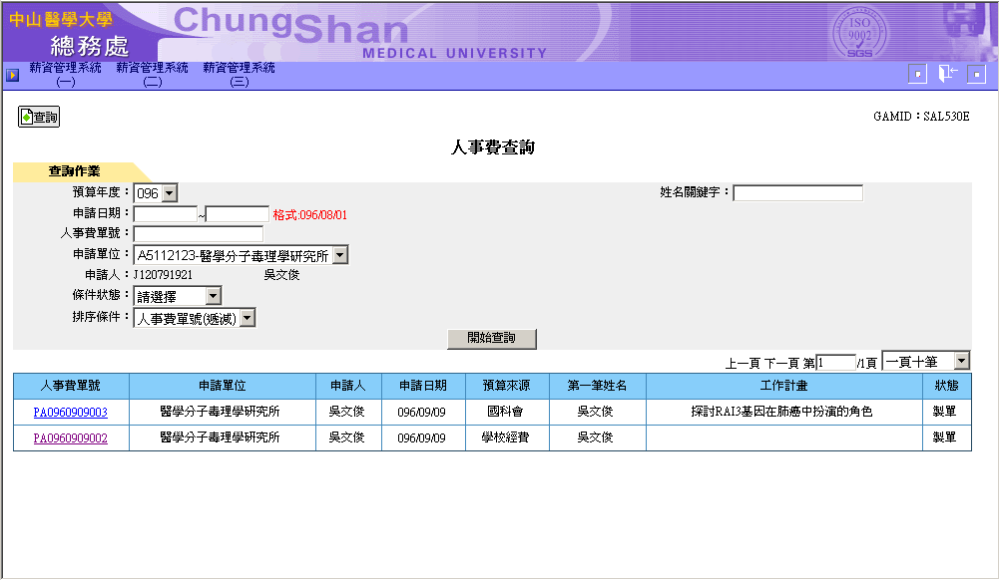 中山醫學大學
總務處
ChungShan
MEDICAL UNIVERSITY
ISO
9002
SGS
薪資管理系統
(一)
薪資管理系統
(二)
薪資管理系統
(三)
查詢
GAMID：SAL530E
人事費查詢
查詢作業
預算年度：096
姓名關鍵字：
申請日期： ~ 格式:096/08/01
人事費單號：
申請單位：A5112123-醫學分子毒理學研究所
申請人：J120791921 吳文俊
條件狀態：請選擇
排序條件：人事費單號(遞減)
開始查詢
上一頁 下一頁 第1 /1頁 一頁十筆
人事費單號 申請單位 申請人 申請日期 預算來源 第一筆姓名 工作計畫 狀態
PA0960909003 醫學分子毒理學研究所 吳文俊 096/09/09 國科會 吳文俊 探討RAI3基因在肺癌中扮演的角色 製單
PA0960909002 醫學分子毒理學研究所 吳文俊 096/09/09 學校經費 吳文俊 製單